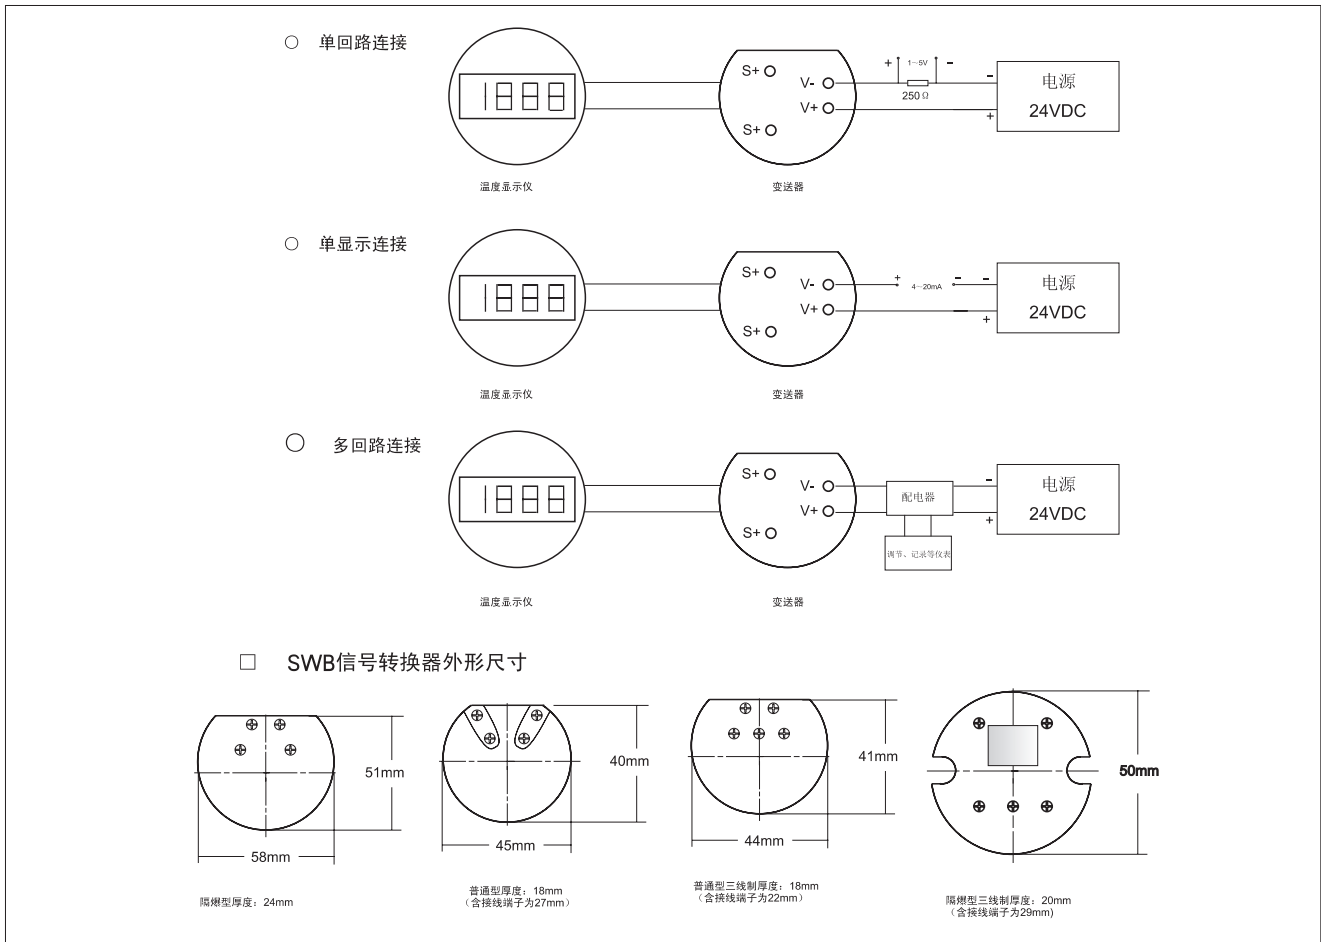 ○ 单回路连接
1888
S+
V-
V+
S+
+ 1～5V -
250Ω
-
+
电源
24VDC
温度显示仪
变送器
○ 单显示连接
1888
S+
V-
V+
S+
+ 4～20mA -
-
+
电源
24VDC
温度显示仪
变送器
○ 多回路连接
1888
S+
V-
V+
S+
配电器
调节、记录等仪表
-
+
电源
24VDC
温度显示仪
变送器
□ SWB信号转换器外形尺寸
51mm
58mm
隔爆型厚度：24mm
40mm
45mm
普通型厚度：18mm
（含接线端子为27mm）
41mm
44mm
普通型三线制厚度：18mm
（含接线端子为22mm）
50mm
隔爆型三线制厚度：20mm
（含接线端子为29mm)